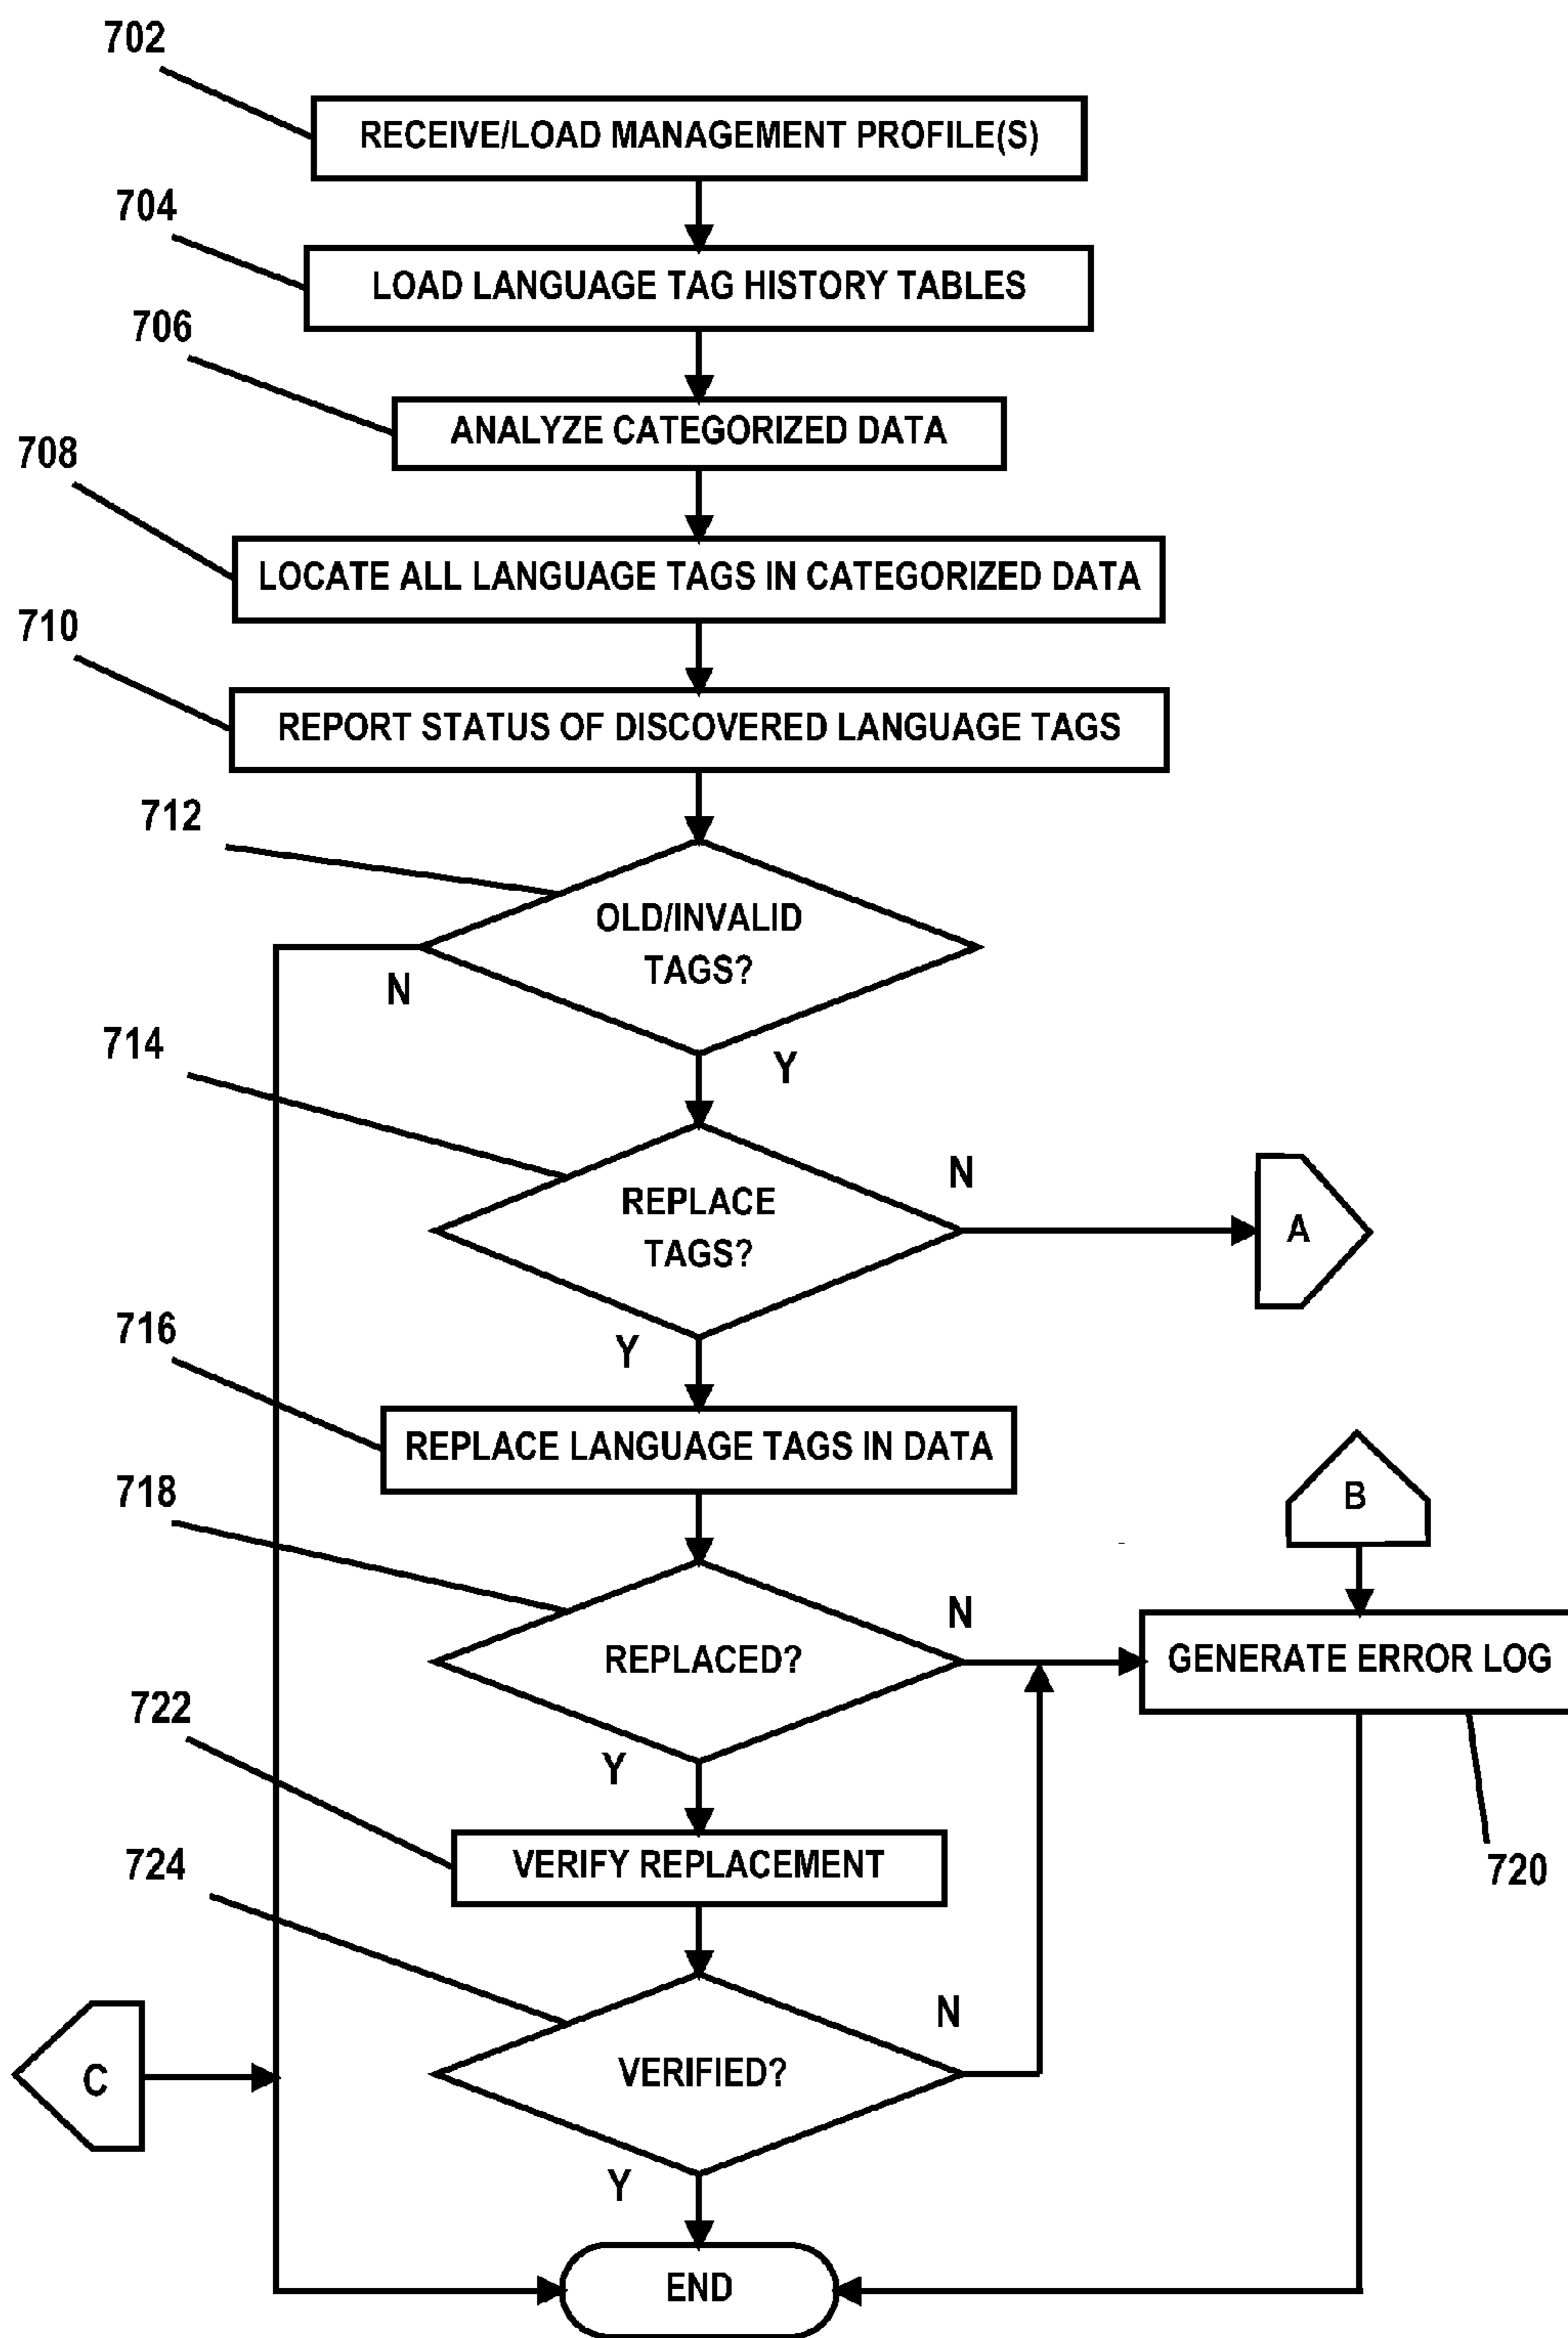 702
RECEIVE/LOAD MANAGEMENT PROFILE(S)
704
LOAD LANGUAGE TAG HISTORY TABLES
706
ANALYZE CATEGORIZED DATA
708
LOCATE ALL LANGUAGE TAGS IN CATEGORIZED DATA
710
REPORT STATUS OF DISCOVERED LANGUAGE TAGS
712
OLD/INVALID
TAGS?
N
Y
714
REPLACE
TAGS?
N
A
Y
716
REPLACE LANGUAGE TAGS IN DATA
B
718
REPLACED?
N
GENERATE ERROR LOG
720
Y
722
VERIFY REPLACEMENT
724
VERIFIED?
N
C
Y
END